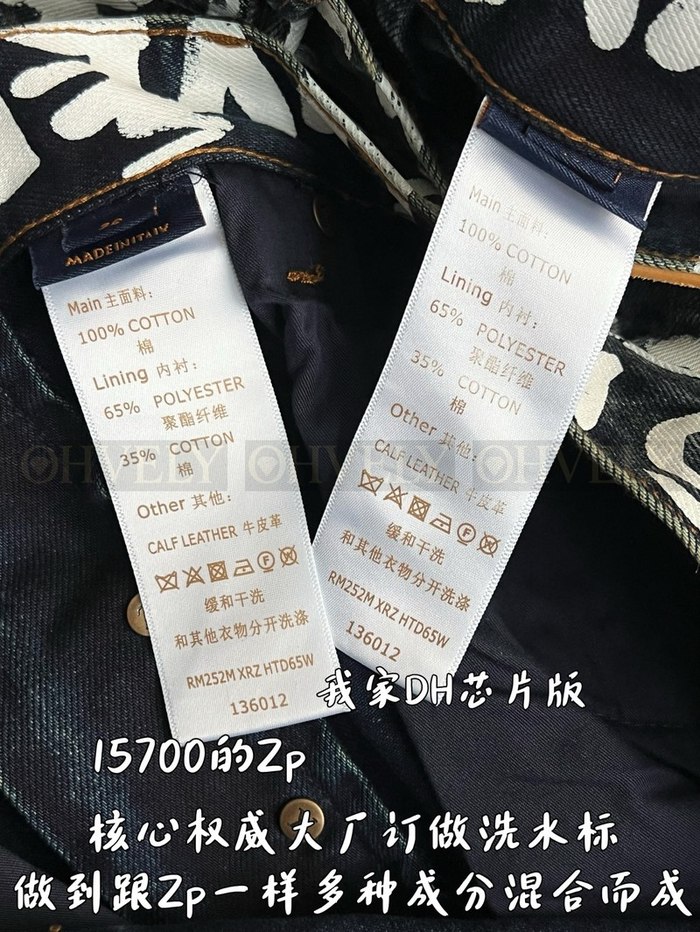 MADE IN ITALY
Main 主面料:
100% COTTON
棉
Lining 内衬:
65% POLYESTER
聚酯纤维
35% COTTON
棉
Other 其他:
CALF LEATHER 牛皮革
F
缓和干洗
和其他衣物分开洗涤
RM252M XRZ HTD65W
136012
Main 主面料:
100% COTTON
棉
Lining 内衬:
65% POLYESTER
聚酯纤维
35% COTTON
棉
Other 其他:
CALF LEATHER 牛皮革
F
缓和干洗
和其他衣物分开洗涤
RM252M XRZ HTD65W
136012
OHVELY OHVELY OHVELY
我家DH芯片版
15700的Zp
核心权威大厂订做洗水标
做到跟Zp一样多种成分混合而成